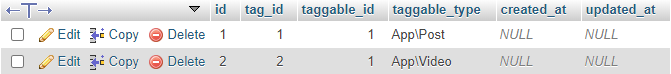 id tag_id taggable_id taggable_type created_at updated_at
Edit Copy Delete 1 1 1 App\Post NULL NULL
Edit Copy Delete 2 2 1 App\Video NULL NULL